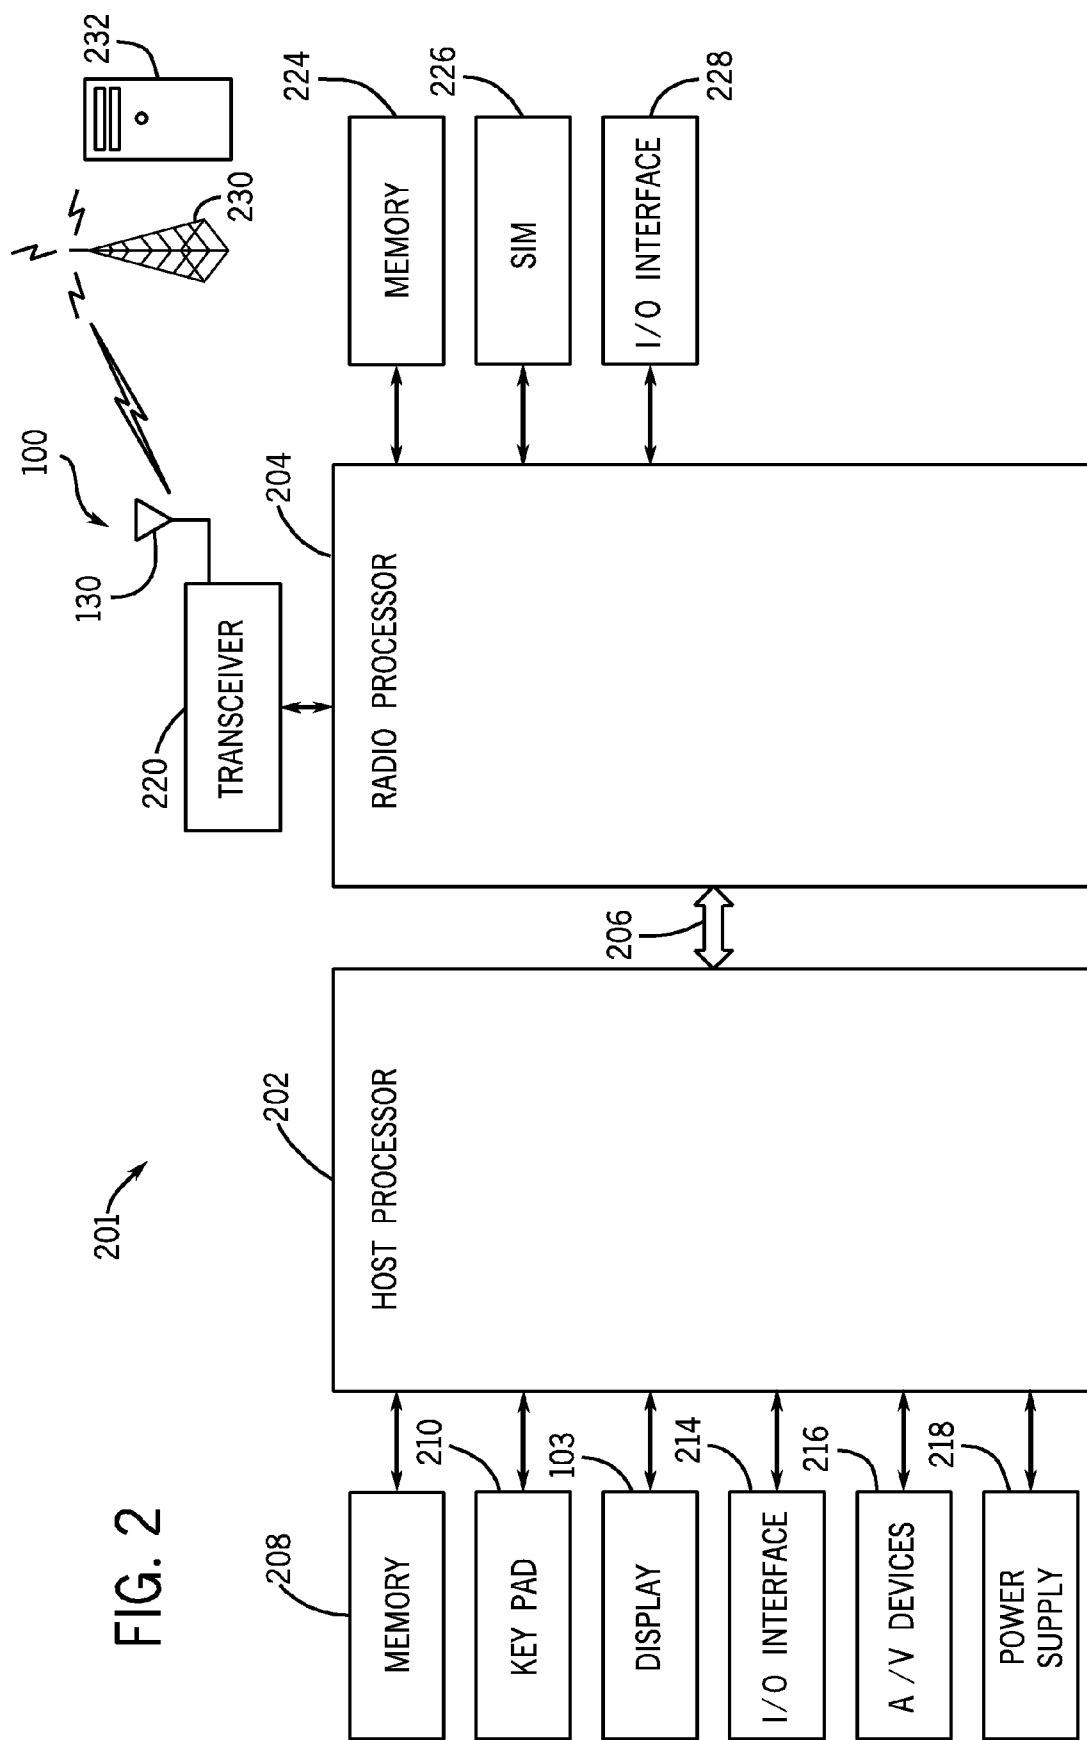 FIG. 2
201
100
232
230
130
220
TRANSCEIVER
208
MEMORY
210
KEY PAD
103
DISPLAY
214
I/O INTERFACE
216
A/V DEVICES
218
POWER
SUPPLY
202
HOST PROCESSOR
206
204
RADIO PROCESSOR
224
MEMORY
226
SIM
228
I/O INTERFACE